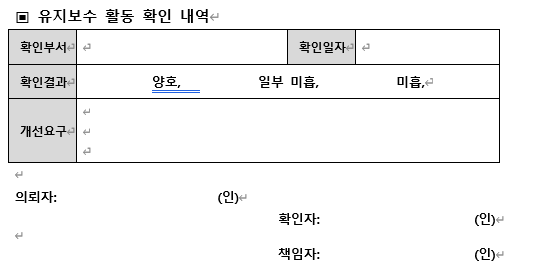 ▣ 유지보수 활동 확인 내역
확인부서 확인일자
확인결과 양호, 일부 미흡, 미흡,
개선요구
의뢰자: (인)
확인자: (인)
책임자: (인)